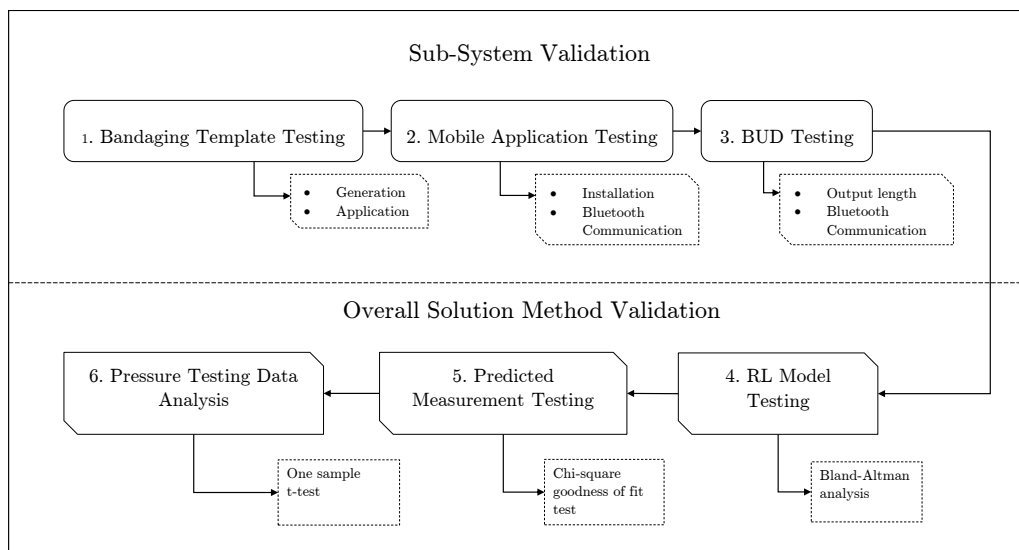 Sub-System Validation
1. Bandaging Template Testing
2. Mobile Application Testing
3. BUD Testing
• Generation
• Application
• Installation
• Bluetooth
Communication
• Output length
• Bluetooth
Communication
Overall Solution Method Validation
6. Pressure Testing Data
Analysis
5. Predicted
Measurement Testing
4. RL Model
Testing
One sample
t-test
Chi-square
goodness of fit
test
Bland-Altman
analysis